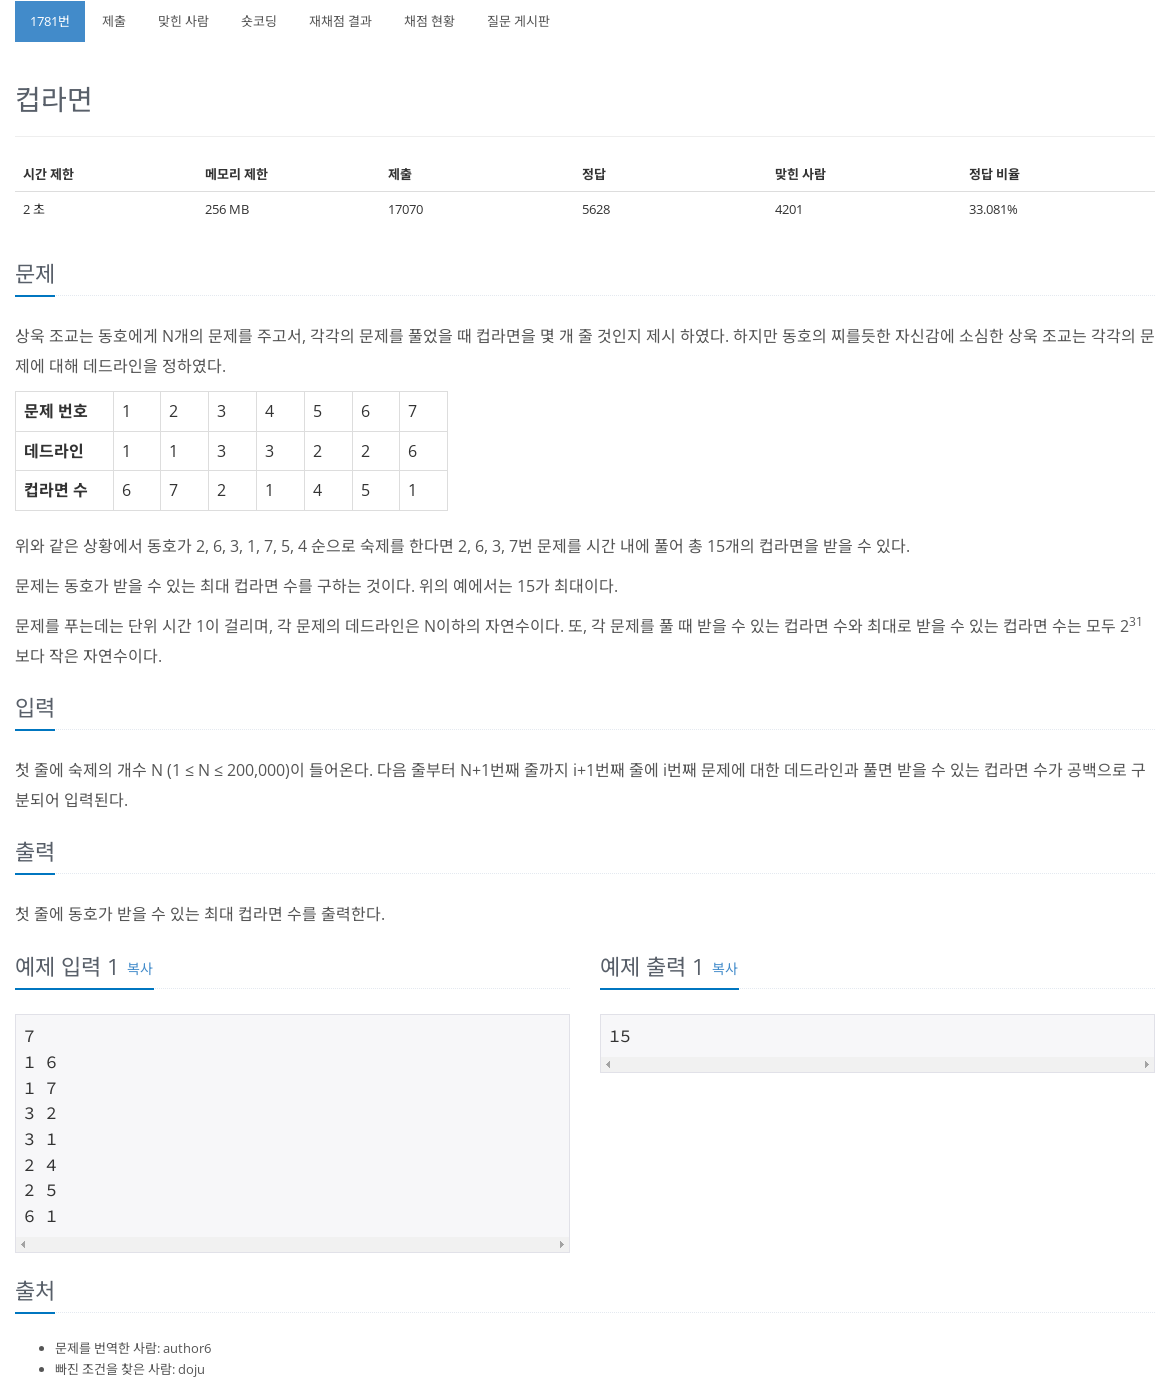 1781번 제출 맞힌 사람 숏코딩 재채점 결과 채점 현황 질문 게시판
컵라면
시간 제한 메모리 제한 제출 정답 맞힌 사람 정답 비율
2 초 256 MB 17070 5628 4201 33.081%
문제
상욱 조교는 동호에게 N개의 문제를 주고서, 각각의 문제를 풀었을 때 컵라면을 몇 개 줄 것인지 제시 하였다. 하지만 동호의 찌를듯한 자신감에 소심한 상욱 조교는 각각의 문
제에 대해 데드라인을 정하였다.
문제 번호 1 2 3 4 5 6 7
데드라인 1 1 3 3 2 2 6
컵라면 수 6 7 2 1 4 5 1
위와 같은 상황에서 동호가 2, 6, 3, 1, 7, 5, 4 순으로 숙제를 한다면 2, 6, 3, 7번 문제를 시간 내에 풀어 총 15개의 컵라면을 받을 수 있다.
문제는 동호가 받을 수 있는 최대 컵라면 수를 구하는 것이다. 위의 예에서는 15가 최대이다.
문제를 푸는데는 단위 시간 1이 걸리며, 각 문제의 데드라인은 N이하의 자연수이다. 또, 각 문제를 풀 때 받을 수 있는 컵라면 수와 최대로 받을 수 있는 컵라면 수는 모두 2³¹
보다 작은 자연수이다.
입력
첫 줄에 숙제의 개수 N (1 ≤ N ≤ 200,000)이 들어온다. 다음 줄부터 N+1번째 줄까지 i+1번째 줄에 i번째 문제에 대한 데드라인과 풀면 받을 수 있는 컵라면 수가 공백으로 구
분되어 입력된다.
출력
첫 줄에 동호가 받을 수 있는 최대 컵라면 수를 출력한다.
예제 입력 1 복사
7
1 6
1 7
3 2
3 1
2 4
2 5
6 1
예제 출력 1 복사
15
출처
문제를 번역한 사람: author6
빠진 조건을 찾은 사람: doju